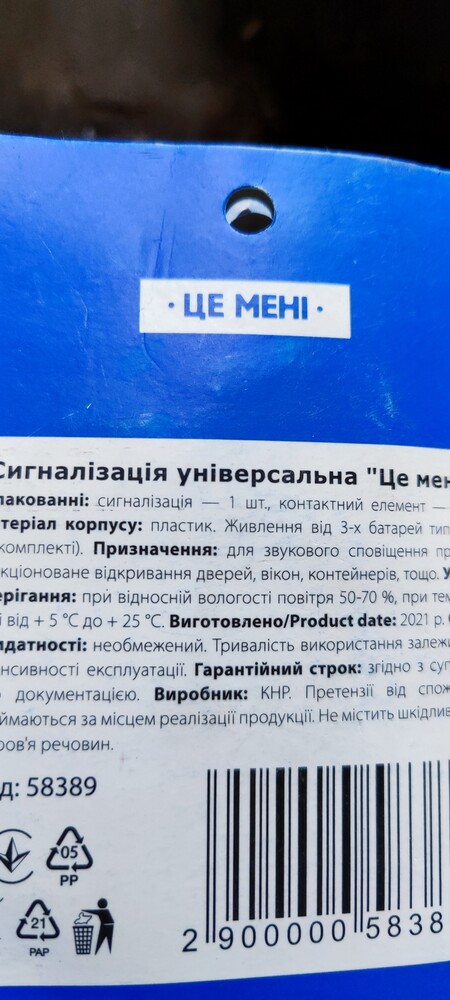 · ЦЕ МЕНІ ·
Сигналізація універсальна "Це мен
пакованні: сигналізація — 1 шт., контактний елемент —
теріал корпусу: пластик. Живлення від 3-х батарей тип
комплекті). Призначення: для звукового сповіщення пр
кціоноване відкривання дверей, вікон, контейнерів, тощо. У
ерігання: при відносній вологості повітря 50-70 %, при тем
і від + 5 °C до + 25 °C. Виготовлено/Product date: 2021 р. С
идатності: необмежений. Тривалість використання залежи
енсивності експлуатації. Гарантійний строк: згідно з суп
ю документацією. Виробник: КНР. Претензії від спож
ймаються за місцем реалізації продукції. Не містить шкідлив
ров'я речовин.
д: 58389
05
PP
21
PAP
2 900000 5838